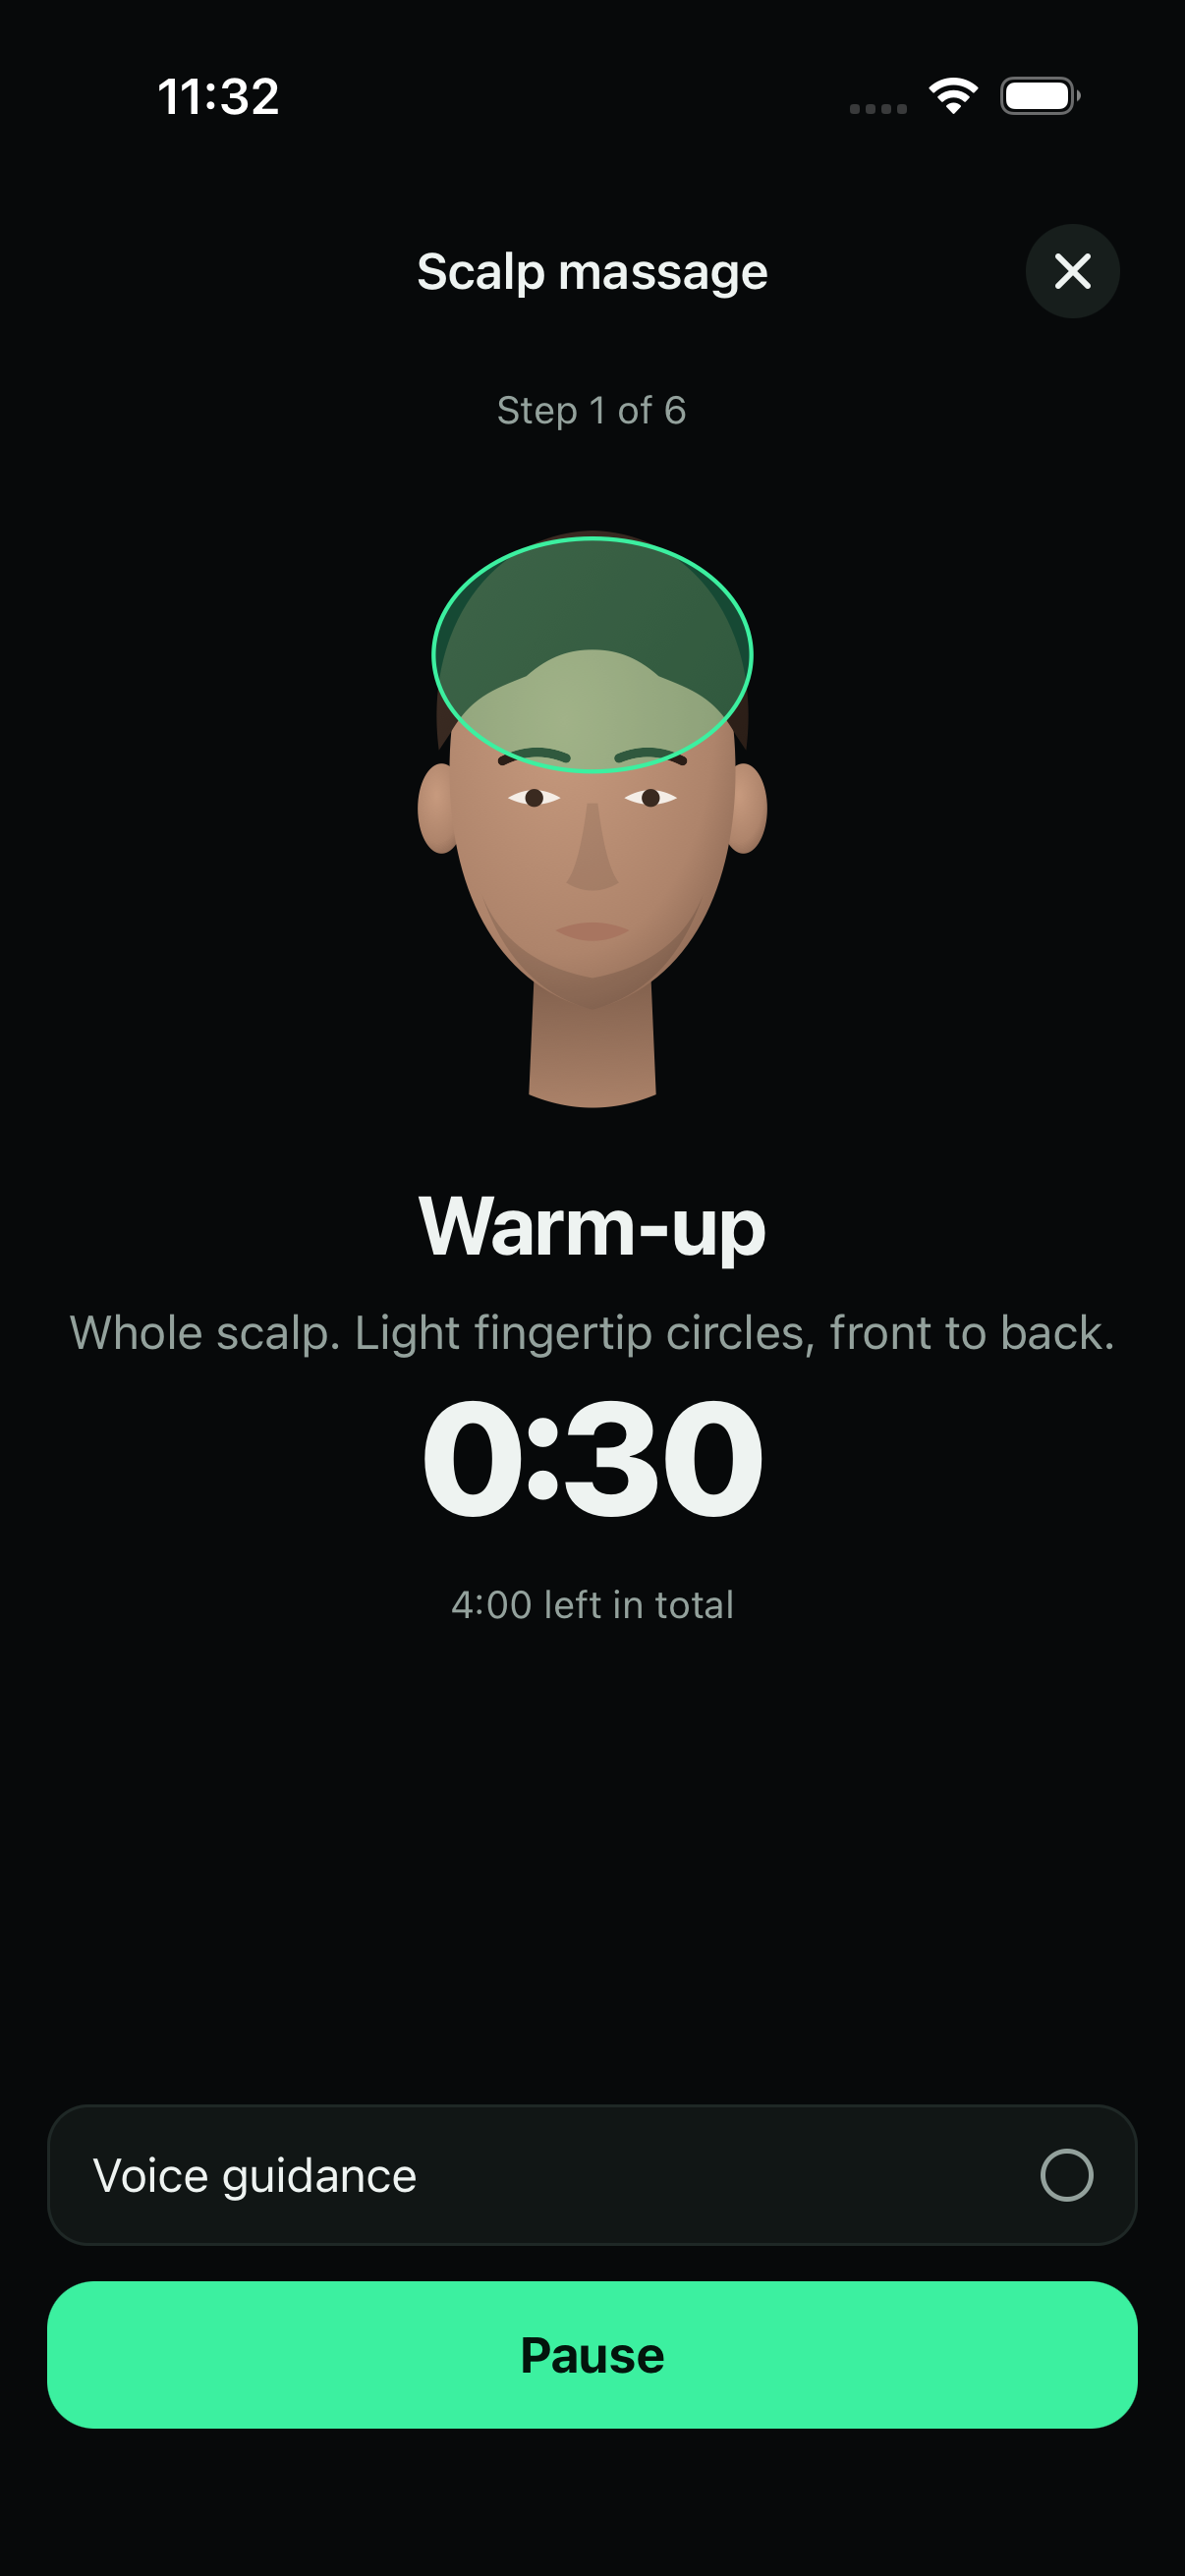 11:32
Scalp massage
Step 1 of 6
Warm-up
Whole scalp. Light fingertip circles, front to back.
0:30
4:00 left in total
Voice guidance
Pause